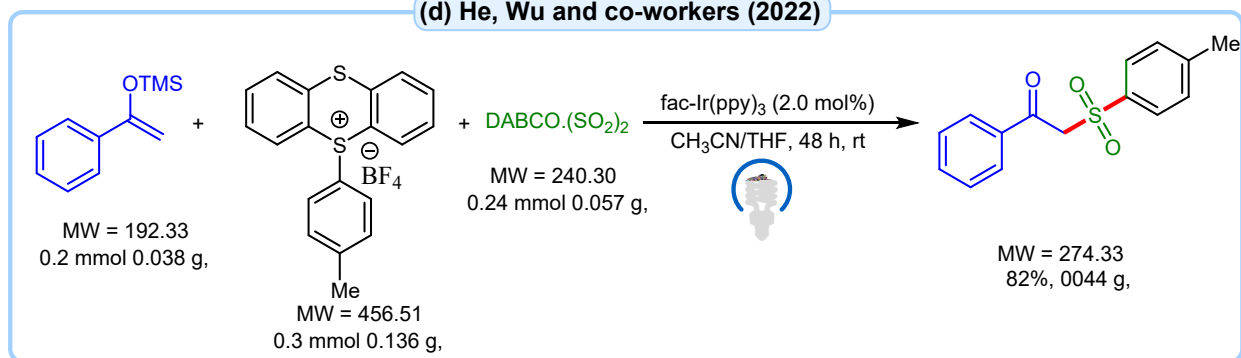 (d) He, Wu and co-workers (2022)
OTMS
+
S
S
+
−
BF4
Me
+
DABCO.(SO2)2
fac-Ir(ppy)3 (2.0 mol%)
CH3CN/THF, 48 h, rt
O
O
S
O
Me
MW = 192.33
0.2 mmol 0.038 g,
MW = 456.51
0.3 mmol 0.136 g,
MW = 240.30
0.24 mmol 0.057 g,
MW = 274.33
82%, 0044 g,